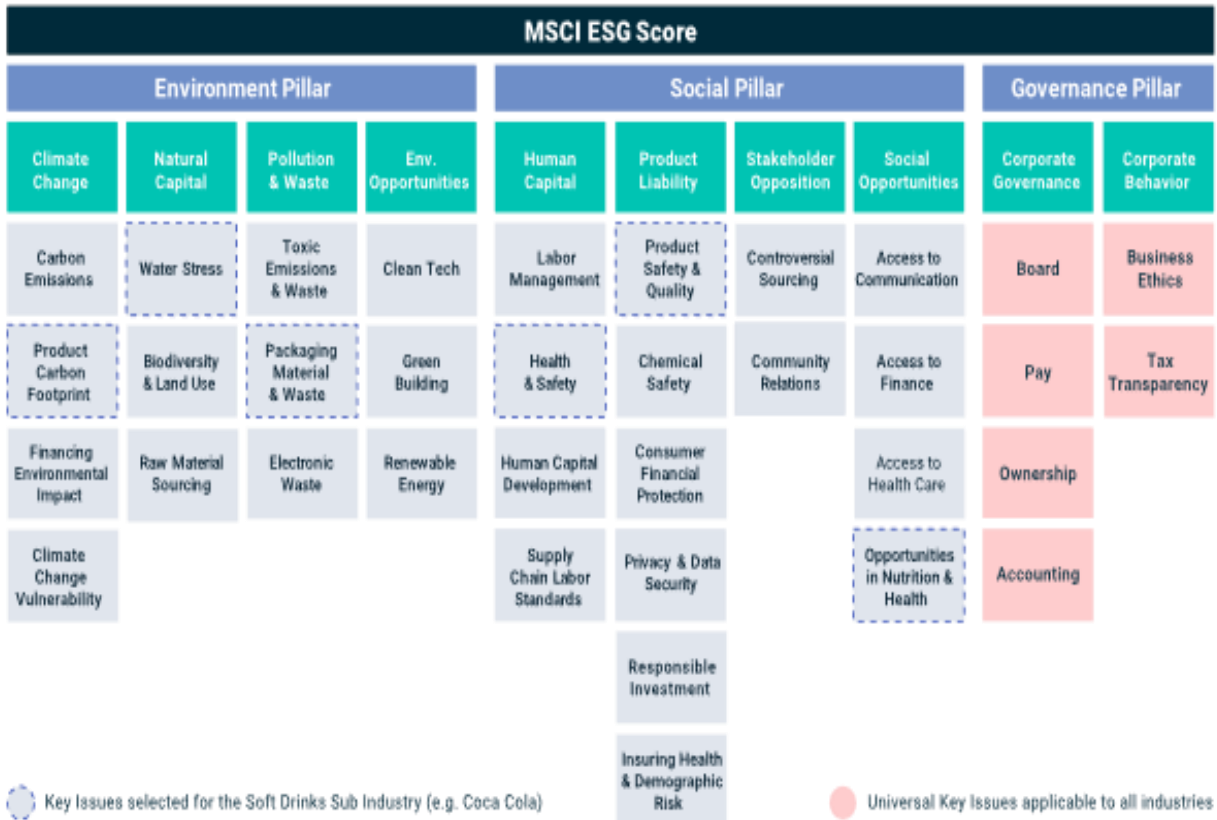 MSCI ESG Score
Environment Pillar
Social Pillar
Governance Pillar
Climate
Change
Natural
Capital
Pollution
& Waste
Env.
Opportunities
Human
Capital
Product
Liability
Stakeholder
Opposition
Social
Opportunities
Corporate
Governance
Corporate
Behavior
Carbon
Emissions
Water Stress
Toxic
Emissions
& Waste
Clean Tech
Labor
Management
Product
Safety &
Quality
Controversial
Sourcing
Access to
Communication
Board
Business
Ethics
Product
Carbon
Footprint
Biodiversity
& Land Use
Packaging
Material
& Waste
Green
Building
Health
& Safety
Chemical
Safety
Community
Relations
Access to
Finance
Pay
Tax
Transparency
Financing
Environmental
Impact
Raw Material
Sourcing
Electronic
Waste
Renewable
Energy
Human Capital
Development
Consumer
Financial
Protection
Access to
Health Care
Ownership
Climate
Change
Vulnerability
Supply
Chain Labor
Standards
Privacy & Data
Security
Opportunities
in Nutrition &
Health
Accounting
Responsible
Investment
Insuring Health
& Demographic
Risk
Key Issues selected for the Soft Drinks Sub Industry (e.g. Coca Cola)
Universal Key Issues applicable to all industries